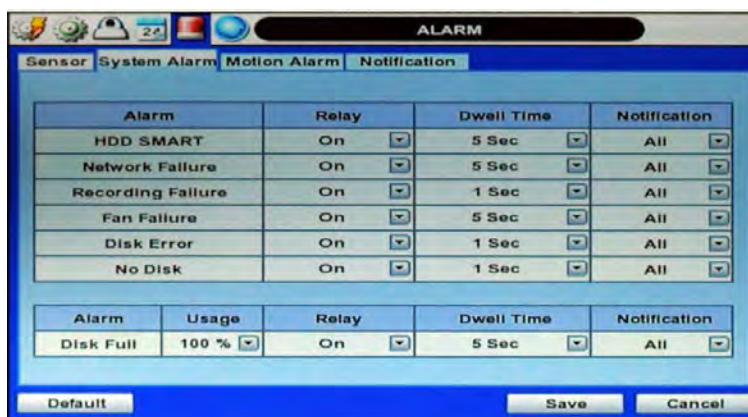 24
ALARM
Sensor System Alarm Motion Alarm Notification
Alarm Relay Dwell Time Notification
HDD SMART On 5 Sec All
Network Failure On 5 Sec All
Recording Failure On 1 Sec All
Fan Failure On 5 Sec All
Disk Error On 1 Sec All
No Disk On 1 Sec All
Alarm Usage Relay Dwell Time Notification
Disk Full 100 % On 5 Sec All
Default Save Cancel